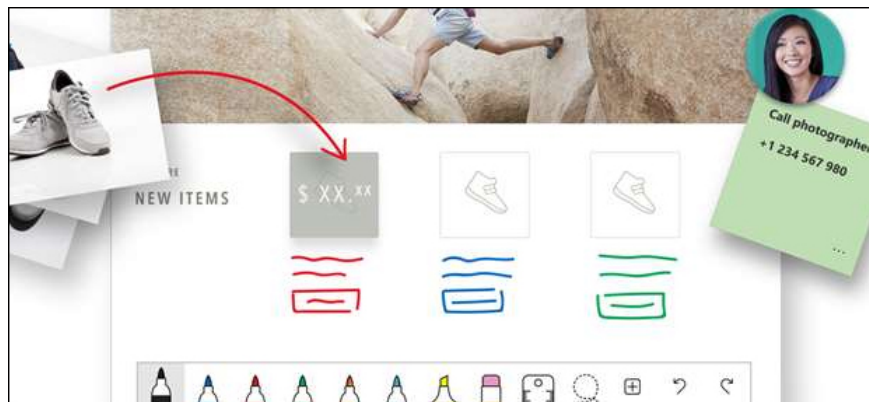 Call photographer
+1 234 567 980
NEW ITEMS
$ XX.xx
...